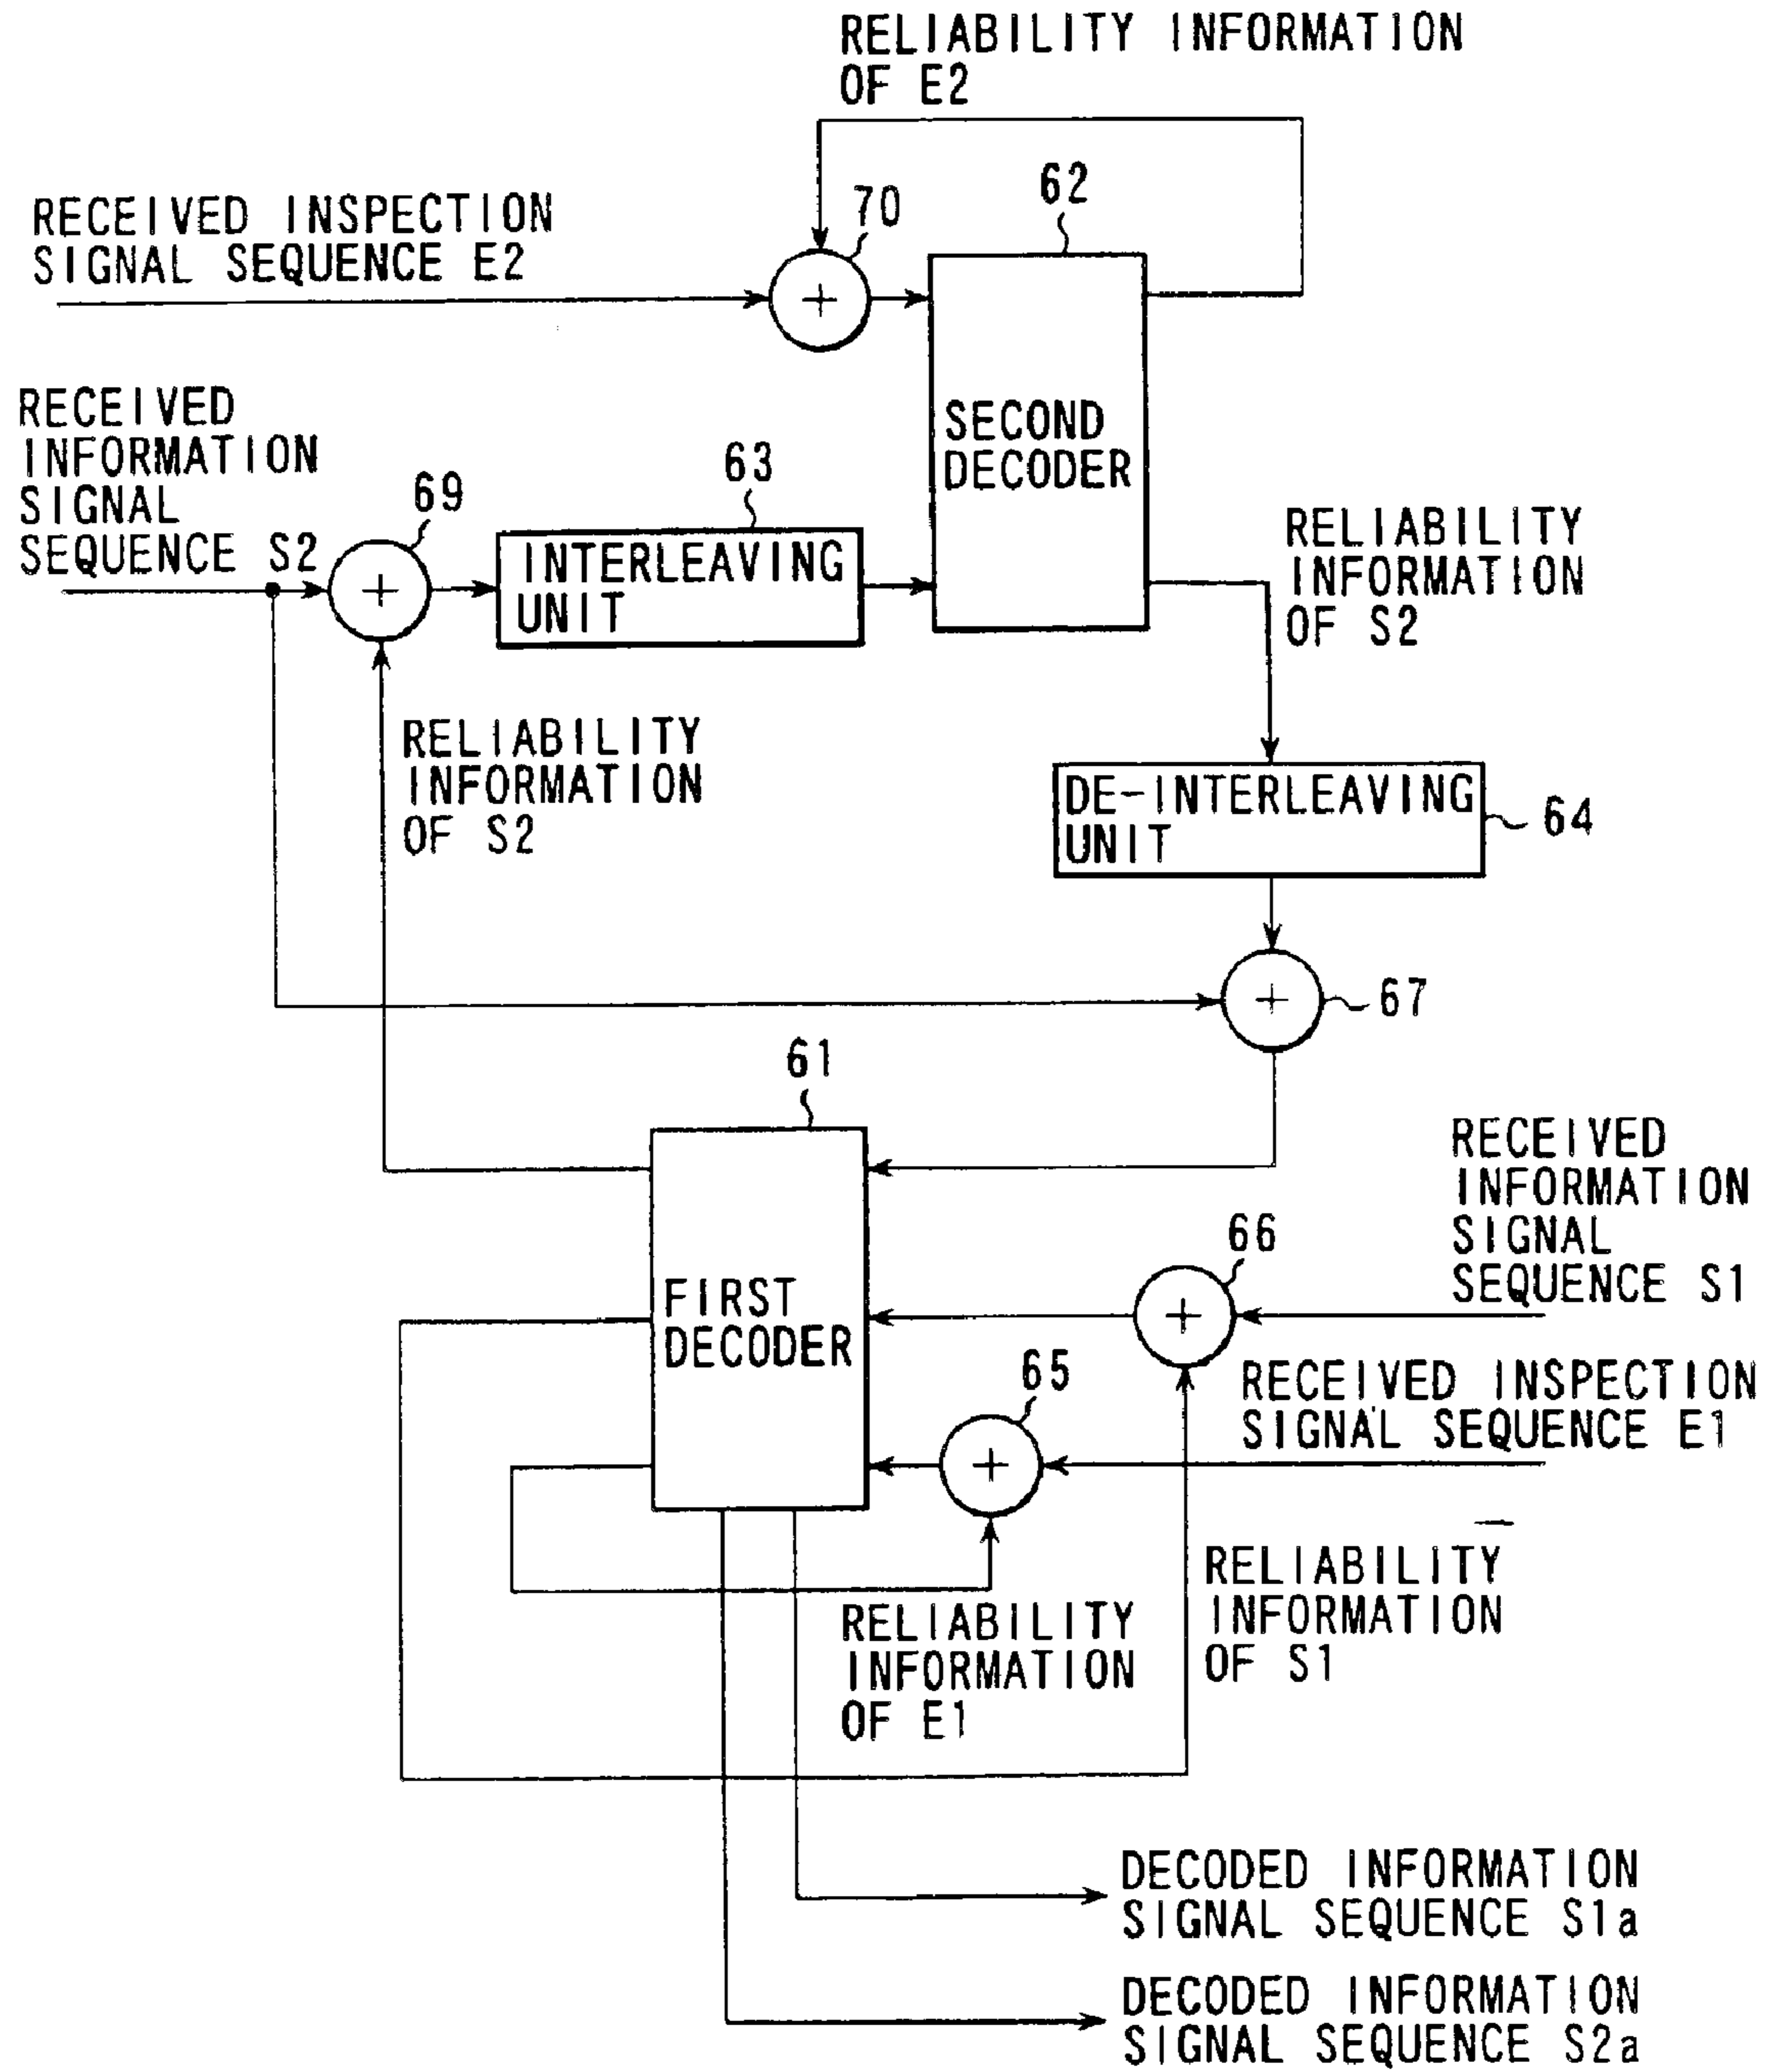 RELIABILITY INFORMATION
OF E2
62
70
RECEIVED INSPECTION
SIGNAL SEQUENCE E2
+
RECEIVED
INFORMATION
SIGNAL
SEQUENCE S2
69
63
SECOND
DECODER
+
INTERLEAVING
UNIT
RELIABILITY
INFORMATION
OF S2
RELIABILITY
INFORMATION
OF S2
DE-INTERLEAVING
UNIT
64
+
67
61
RECEIVED
INFORMATION
SIGNAL
SEQUENCE S1
66
+
FIRST
DECODER
65
+
RECEIVED INSPECTION
SIGNAL SEQUENCE E1
RELIABILITY
INFORMATION
OF S1
RELIABILITY
INFORMATION
OF E1
DECODED INFORMATION
SIGNAL SEQUENCE S1a
DECODED INFORMATION
SIGNAL SEQUENCE S2a